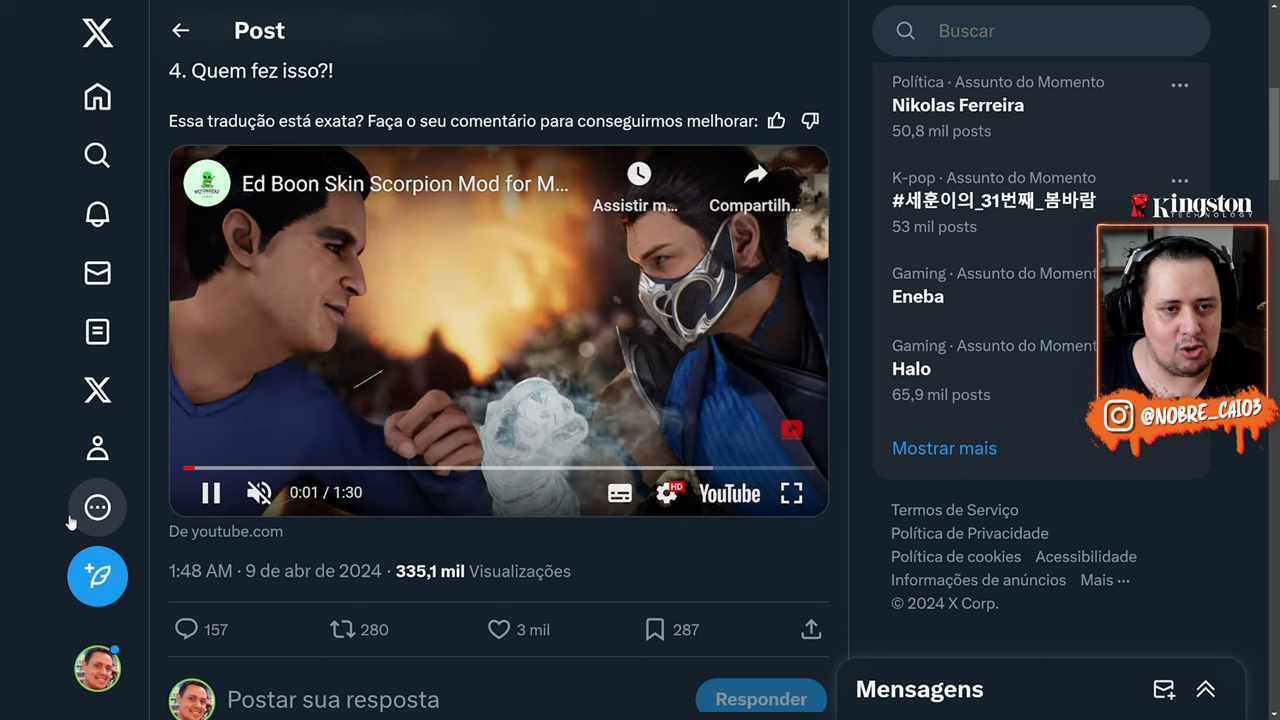 Post
Buscar
4. Quem fez isso?!
Essa tradução está exata? Faça o seu comentário para conseguirmos melhorar:
Ed Boon Skin Scorpion Mod for M...
Assistir m...
Compartilh...
0:01 / 1:30
HD
YouTube
De youtube.com
1:48 AM · 9 de abr de 2024 · 335,1 mil Visualizações
157
280
3 mil
287
Postar sua resposta
Responder
Política · Assunto do Momento
Nikolas Ferreira
50,8 mil posts
K-pop · Assunto do Momento
#세훈이의_31번째_봄바람
53 mil posts
Gaming · Assunto do Moment
Eneba
Gaming · Assunto do Moment
Halo
65,9 mil posts
Mostrar mais
Kingston
TECHNOLOGY
@NOBRE_CAIO3
Termos de Serviço
Política de Privacidade
Política de cookies Acessibilidade
Informações de anúncios Mais ···
© 2024 X Corp.
Mensagens